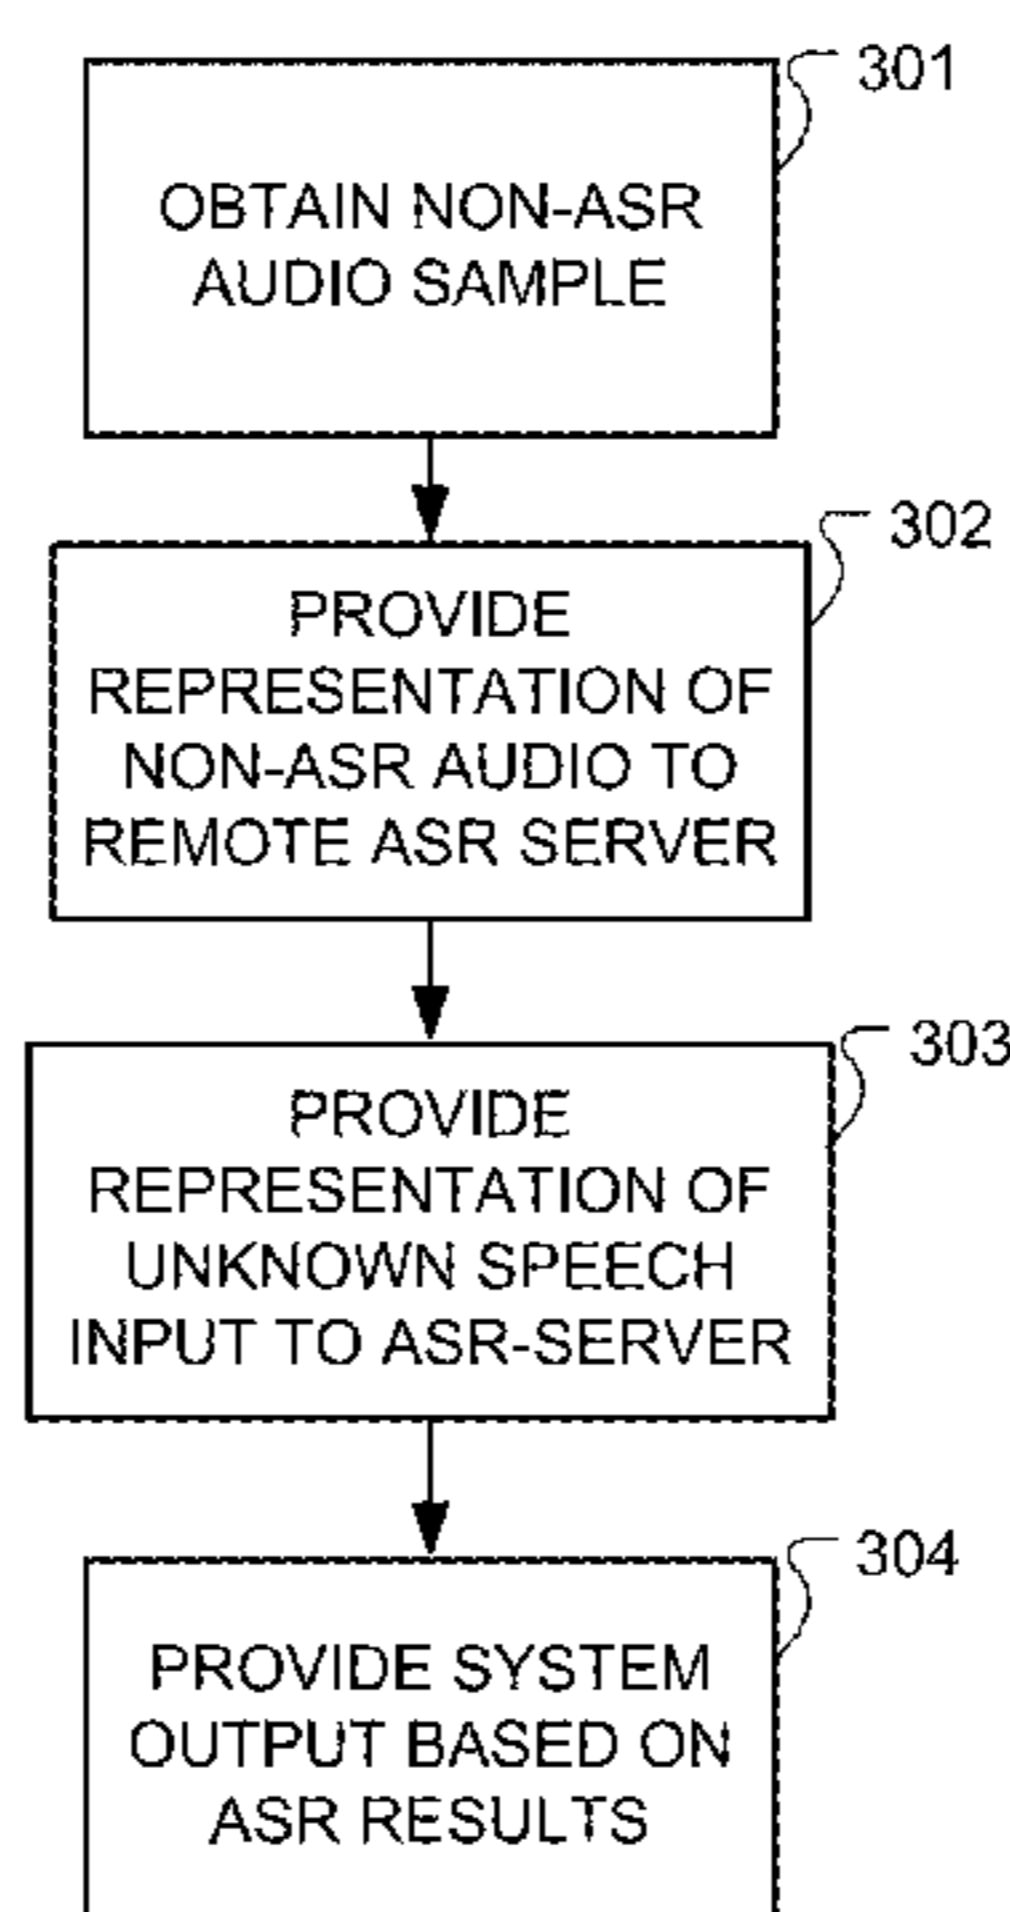 301
OBTAIN NON-ASR
AUDIO SAMPLE
302
PROVIDE
REPRESENTATION OF
NON-ASR AUDIO TO
REMOTE ASR SERVER
303
PROVIDE
REPRESENTATION OF
UNKNOWN SPEECH
INPUT TO ASR-SERVER
304
PROVIDE SYSTEM
OUTPUT BASED ON
ASR RESULTS